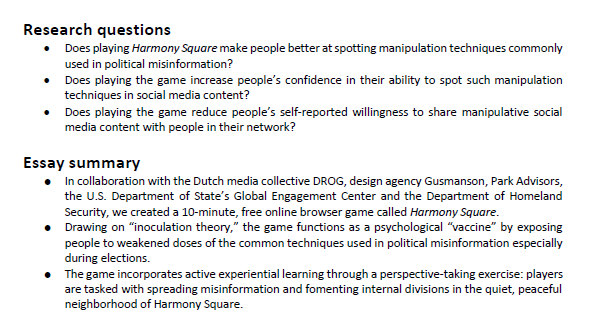 Research questions
• Does playing Harmony Square make people better at spotting manipulation techniques commonly
used in political misinformation?
• Does playing the game increase people's confidence in their ability to spot such manipulation
techniques in social media content?
• Does playing the game reduce people's self-reported willingness to share manipulative social
media content with people in their network?
Essay summary
• In collaboration with the Dutch media collective DROG, design agency Gusmanson, Park Advisors,
the U.S. Department of State's Global Engagement Center and the Department of Homeland
Security, we created a 10-minute, free online browser game called Harmony Square.
• Drawing on “inoculation theory,” the game functions as a psychological “vaccine” by exposing
people to weakened doses of the common techniques used in political misinformation especially
during elections.
• The game incorporates active experiential learning through a perspective-taking exercise: players
are tasked with spreading misinformation and fomenting internal divisions in the quiet, peaceful
neighborhood of Harmony Square.